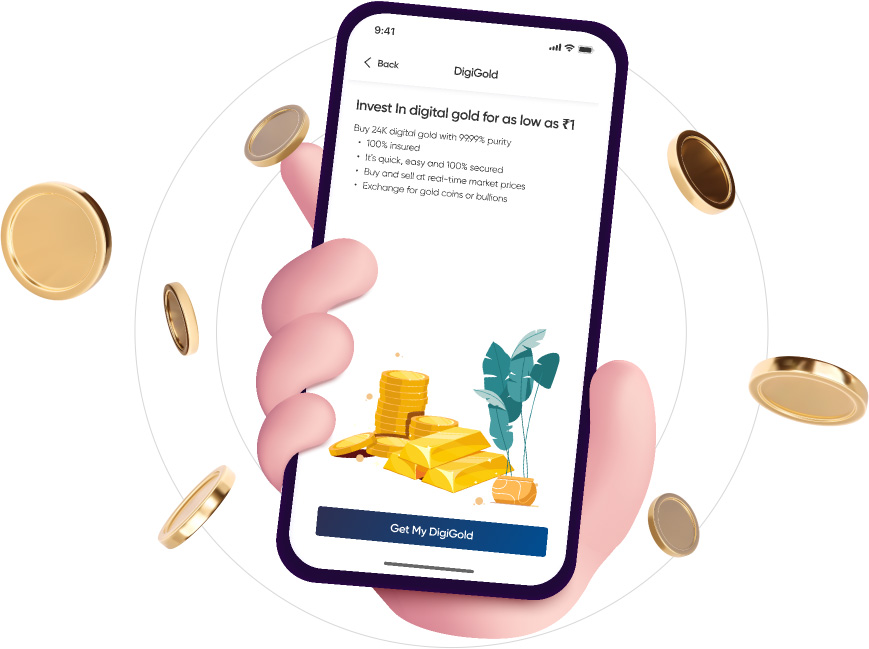 9:41
Back
DigiGold
Invest In digital gold for as low as ₹1
Buy 24K digital gold with 99.99% purity
• 100% insured
• It's quick, easy and 100% secured
• Buy and sell at real-time market prices
• Exchange for gold coins or bullions
Get My DigiGold